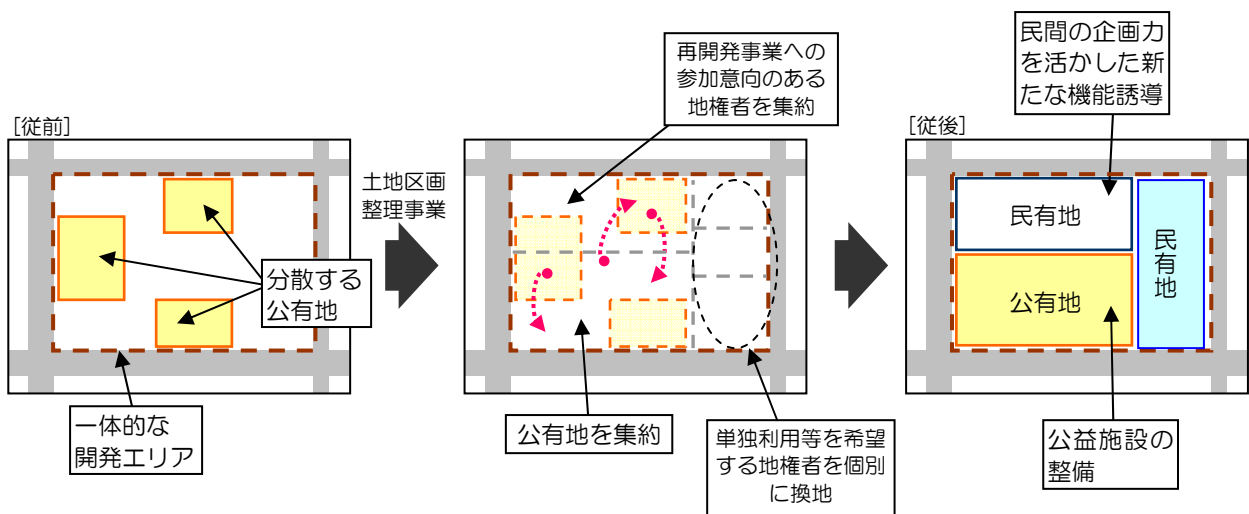 [従前]
分散する
公有地
一体的な
開発エリア
土地区画
整理事業
再開発事業への
参加意向のある
地権者を集約
公有地を集約
単独利用等を希望
する地権者を個別
に換地
[従後]
民間の企画力
を活かした新
たな機能誘導
民有地
公有地
民有地
公益施設の
整備